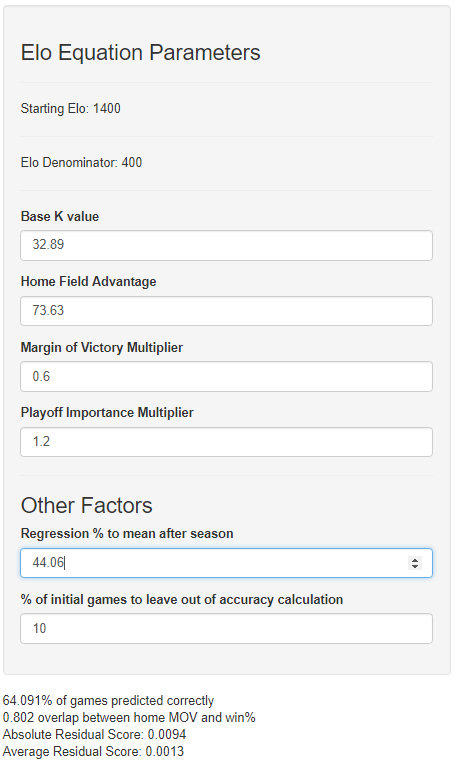 Elo Equation Parameters
Starting Elo: 1400
Elo Denominator: 400
Base K value
32.89
Home Field Advantage
73.63
Margin of Victory Multiplier
0.6
Playoff Importance Multiplier
1.2
Other Factors
Regression % to mean after season
44.06
% of initial games to leave out of accuracy calculation
10
64.091% of games predicted correctly
0.802 overlap between home MOV and win%
Absolute Residual Score: 0.0094
Average Residual Score: 0.0013